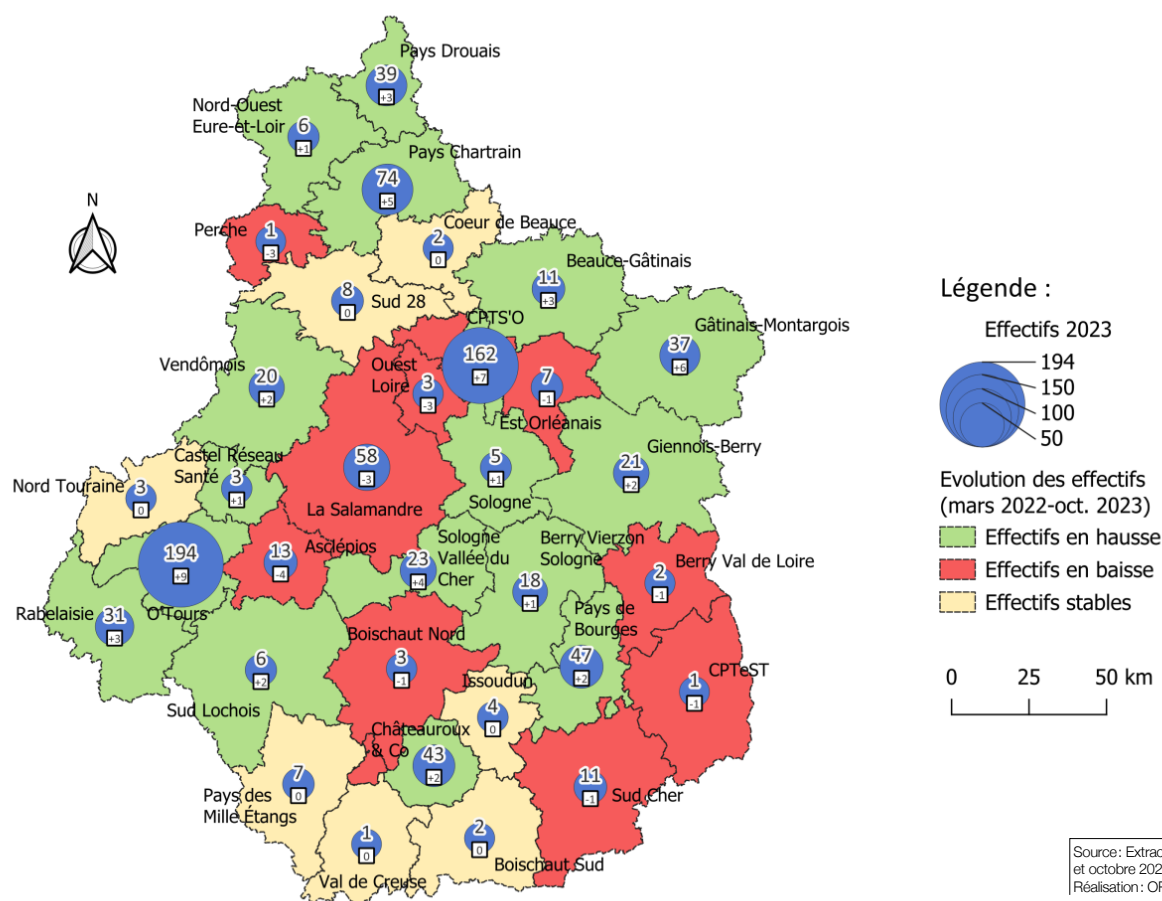 Pays Drouais
39
+3
Nord-Ouest
Eure-et-Loir
6
+1
Pays Chartrain
74
+5
N
Perche
1
-3
Coeur de Beauce
2
0
Beauce-Gâtinais
11
+3
8
0
Sud 28
CPTS'O
162
+7
Gâtinais-Montargois
37
+6
Vendômois
20
+2
Ouest
Loire
3
-3
7
-1
Est Orléanais
Giennois-Berry
21
+2
58
-3
La Salamandre
5
+1
Sologne
Castel Réseau
Santé
3
+1
Nord Touraine
3
0
194
+9
O'Tours
Asclépios
13
-4
Sologne
Vallée du
Cher
23
+4
Berry Vierzon
Sologne
18
+1
Berry Val de Loire
2
-1
Rabelaisie
31
+3
Pays de
Bourges
47
+2
6
+2
Sud Lochois
Boischaut Nord
3
-1
Issoudun
4
0
CPTeST
1
-1
Châteauroux
& Co
43
+2
7
0
Pays des
Mille Étangs
11
-1
Sud Cher
1
0
Val de Creuse
2
0
Boischaut Sud
Légende :
Effectifs 2023
194
150
100
50
Evolution des effectifs
(mars 2022-oct. 2023)
Effectifs en hausse
Effectifs en baisse
Effectifs stables
0 25 50 km
Source: Extrac
et octobre 202
Réalisation: OR